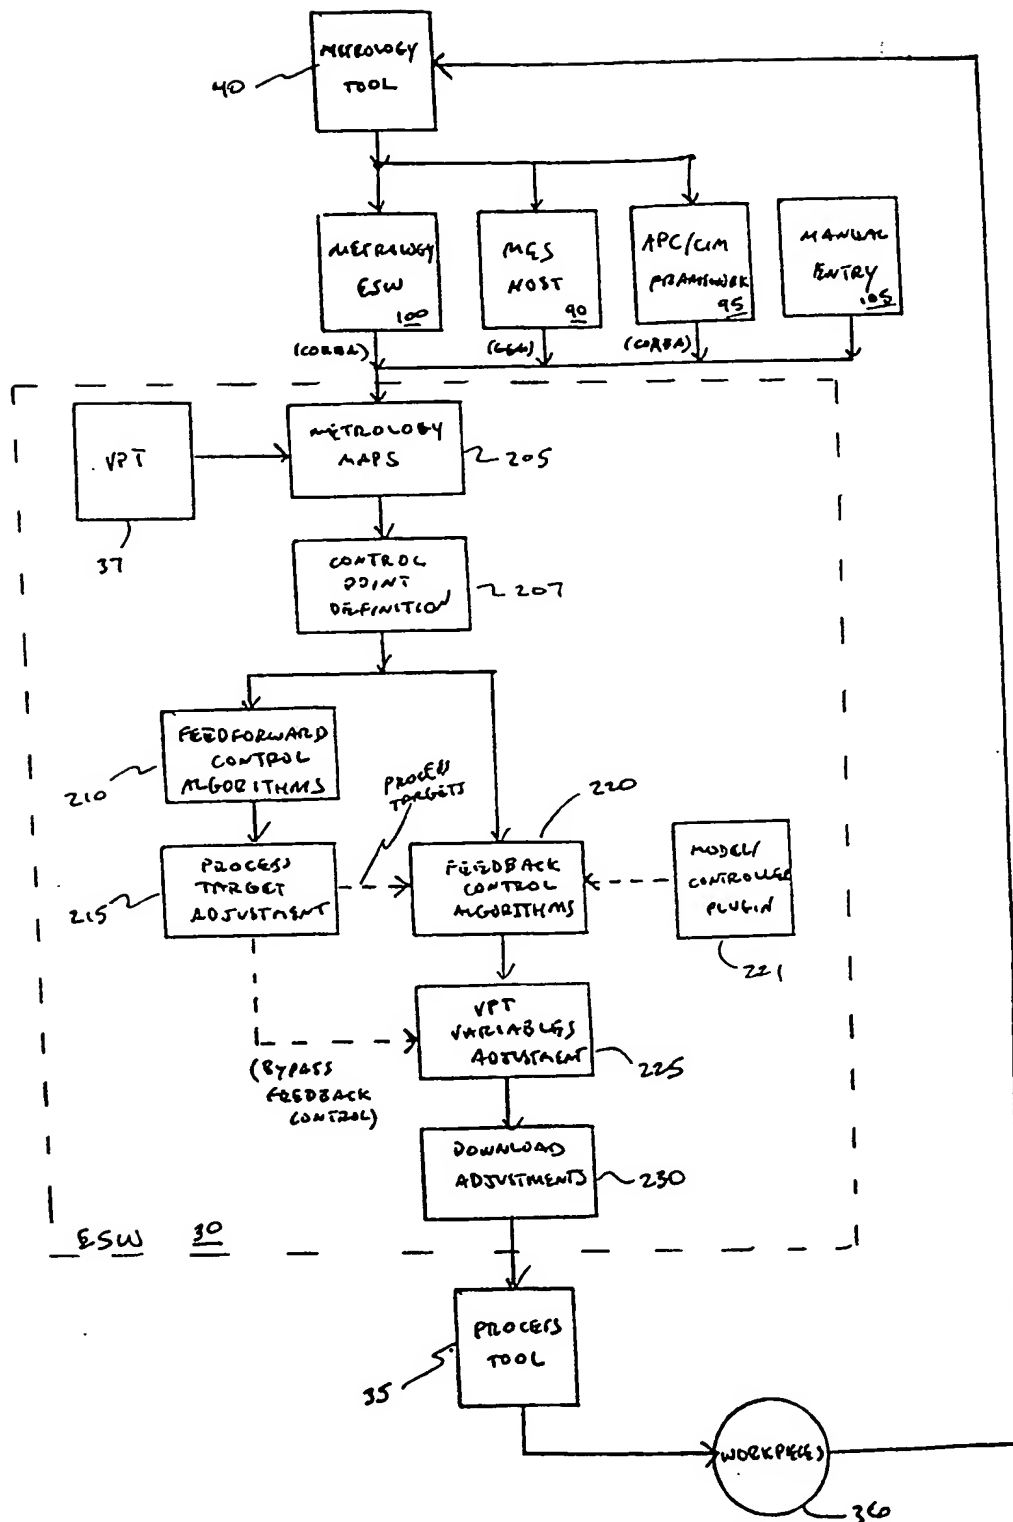 METROLOGY
TOOL
40
METROLOGY
ESW
100
MES
HOST
90
APC/CIM
FRAMEWORK
95
MANUAL
ENTRY
105
(CORBA)
(GEM)
(CORBA)
VPT
37
METROLOGY
MAPS
205
CONTROL
POINT
DEFINITION
207
FEEDFORWARD
CONTROL
ALGORITHMS
210
PROCESS
TARGETS
220
PROCESS
TARGET
ADJUSTMENT
215
FEEDBACK
CONTROL
ALGORITHMS
MODEL/
CONTROLLER
PLUGIN
221
VPT
VARIABLES
ADJUSTMENT
225
(BYPASS
FEEDBACK
CONTROL)
DOWNLOAD
ADJUSTMENTS
230
ESW 30
PROCESS
TOOL
35
WORKPIECES
36